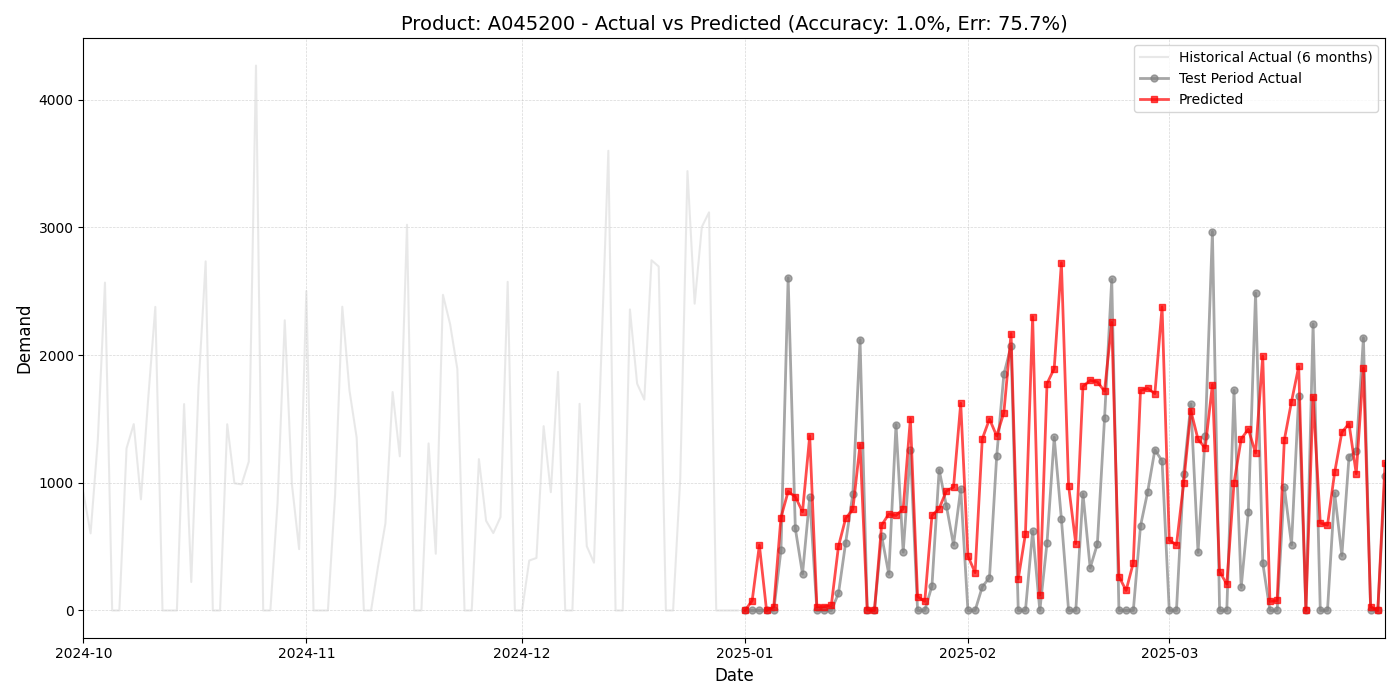 Product: A045200 - Actual vs Predicted (Accuracy: 1.0%, Err: 75.7%)
Historical Actual (6 months)
Test Period Actual
Predicted
Demand
4000
3000
2000
1000
0
2024-10
2024-11
2024-12
2025-01
2025-02
2025-03
Date